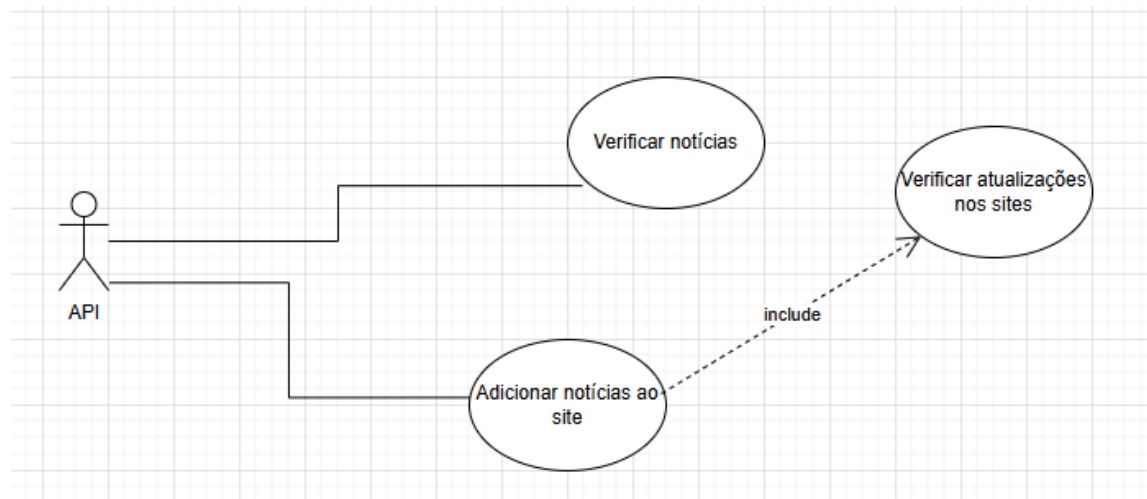 Verificar notícias
Verificar atualizações
nos sites
API
include
Adicionar notícias ao
site